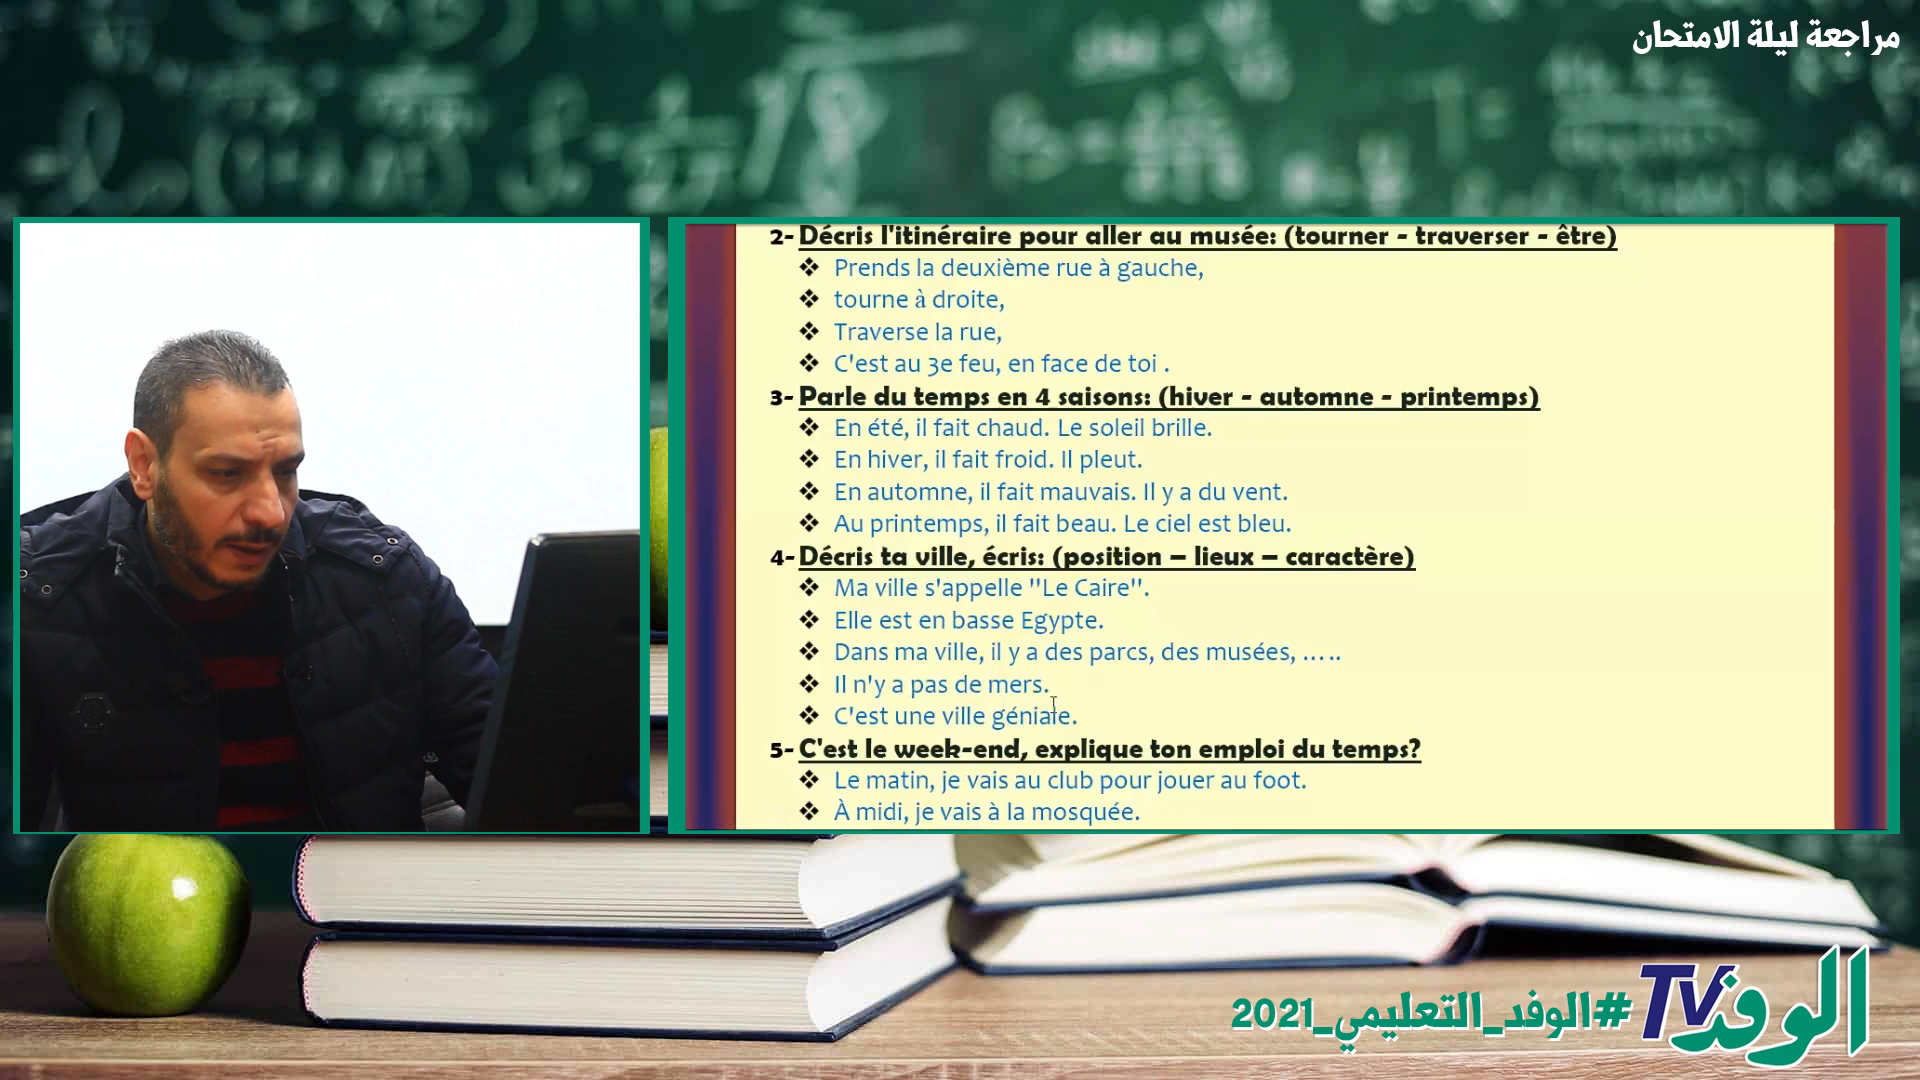 مراجعة ليلة الامتحان
2- Décris l'itinéraire pour aller au musée: (tourner - traverser - être)
❖ Prends la deuxième rue à gauche,
❖ tourne à droite,
❖ Traverse la rue,
❖ C'est au 3e feu, en face de toi .
3- Parle du temps en 4 saisons: (hiver - automne - printemps)
❖ En été, il fait chaud. Le soleil brille.
❖ En hiver, il fait froid. Il pleut.
❖ En automne, il fait mauvais. Il y a du vent.
❖ Au printemps, il fait beau. Le ciel est bleu.
4- Décris ta ville, écris: (position – lieux – caractère)
❖ Ma ville s'appelle "Le Caire".
❖ Elle est en basse Egypte.
❖ Dans ma ville, il y a des parcs, des musées, …..
❖ Il n'y a pas de mers.
❖ C'est une ville géniale.
5- C'est le week-end, explique ton emploi du temps?
❖ Le matin, je vais au club pour jouer au foot.
❖ À midi, je vais à la mosquée.
#الوفد_التعليمي_2021
الوفد TV